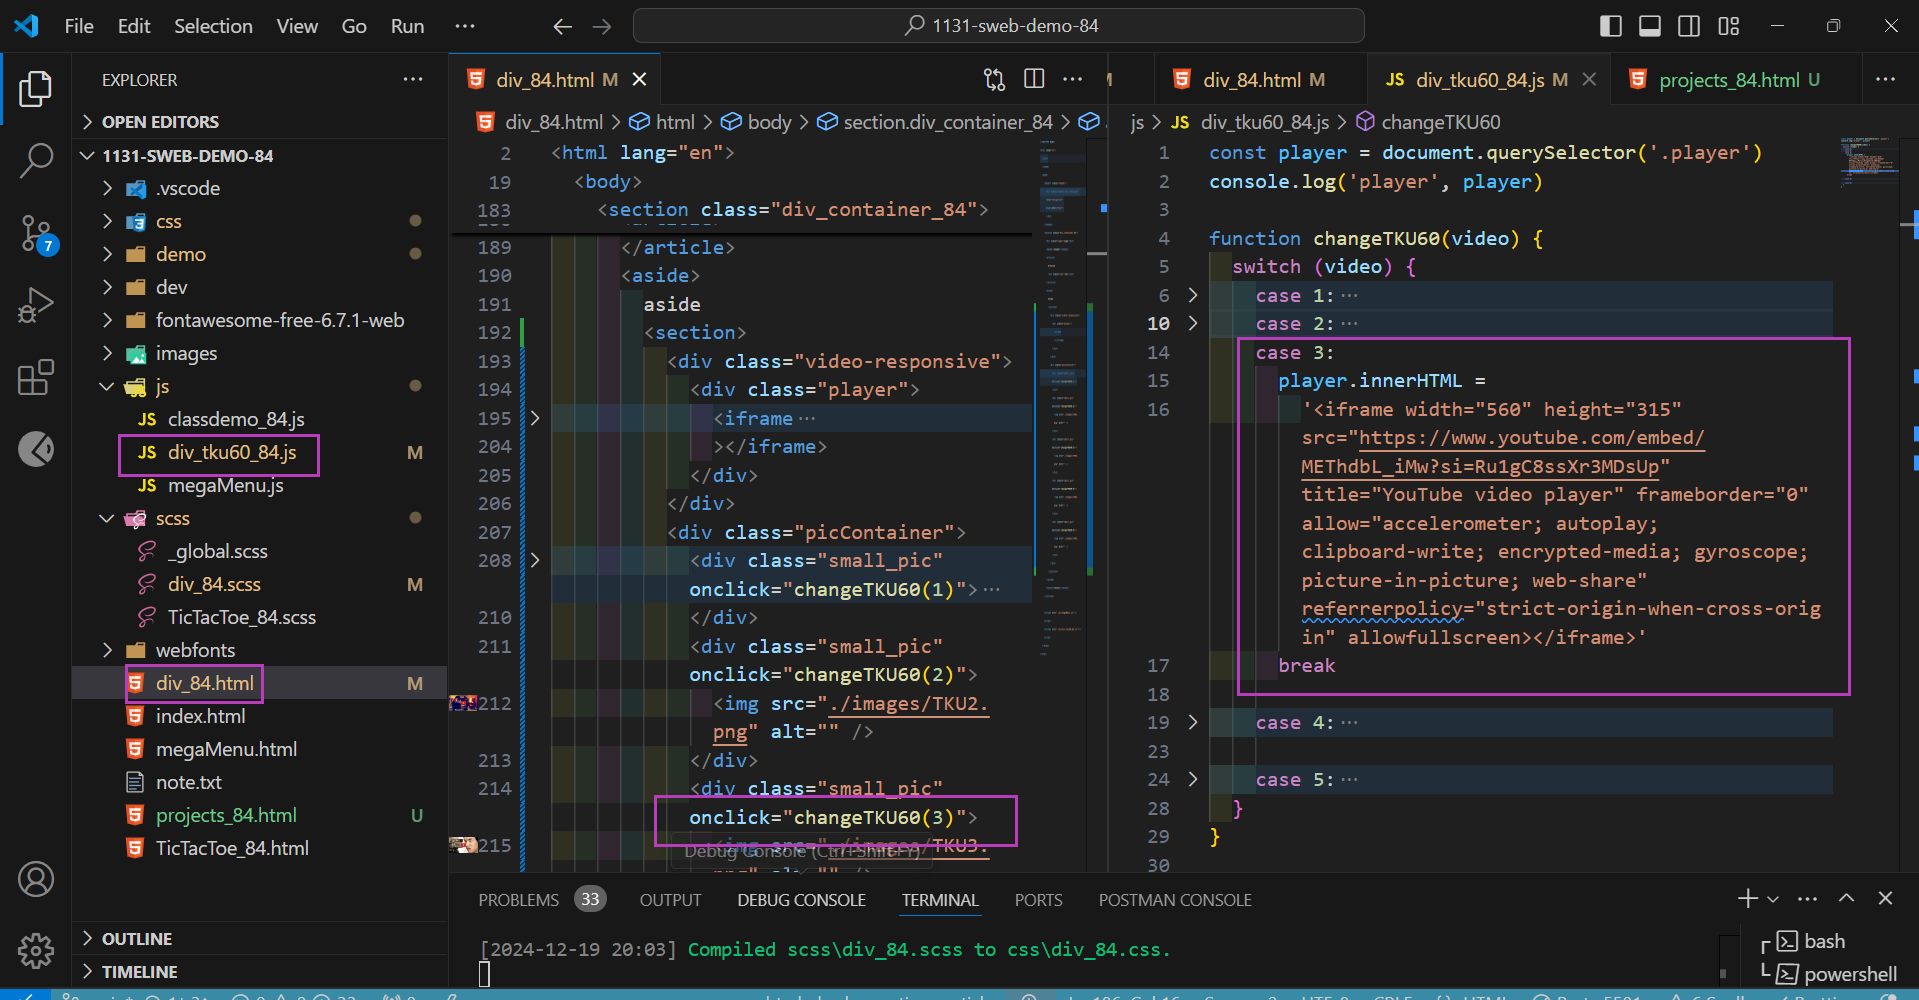 File Edit Selection View Go Run ···
1131-sweb-demo-84
EXPLORER ···
OPEN EDITORS
1131-SWEB-DEMO-84
.vscode
css
demo
dev
fontawesome-free-6.7.1-web
images
js
JS classdemo_84.js
JS div_tku60_84.js M
JS megaMenu.js
scss
_global.scss
div_84.scss M
TicTacToe_84.scss
webfonts
div_84.html M
index.html
megaMenu.html
note.txt
projects_84.html U
TicTacToe_84.html
OUTLINE
TIMELINE
7
div_84.html M
div_84.html > html > body > section.div_container_84 >
2 <html lang="en">
19 <body>
183 <section class="div_container_84">
189 </article>
190 <aside>
191 aside
192 <section>
193 <div class="video-responsive">
194 <div class="player">
195 <iframe ···
204 ></iframe>
205 </div>
206 </div>
207 <div class="picContainer">
208 <div class="small_pic"
onclick="changeTKU60(1)"> ···
210 </div>
211 <div class="small_pic"
onclick="changeTKU60(2)">
212 <img src="./images/TKU2.
png" alt="" />
213 </div>
214 <div class="small_pic"
onclick="changeTKU60(3)">
215 <img src="./images/TKU3.
png" alt="" />
Debug Console (Ctrl+Shift+Y)
div_84.html M
JS div_tku60_84.js M
projects_84.html U
js > JS div_tku60_84.js > changeTKU60
1 const player = document.querySelector('.player')
2 console.log('player', player)
3
4 function changeTKU60(video) {
5 switch (video) {
6 case 1: ···
10 case 2: ···
14 case 3:
15 player.innerHTML =
16 '<iframe width="560" height="315"
src="https://www.youtube.com/embed/
METhdbL_iMw?si=Ru1gC8ssXr3MDsUp"
title="YouTube video player" frameborder="0"
allow="accelerometer; autoplay;
clipboard-write; encrypted-media; gyroscope;
picture-in-picture; web-share"
referrerpolicy="strict-origin-when-cross-orig
in" allowfullscreen></iframe>'
17 break
18
19 case 4: ···
23
24 case 5: ···
28 }
29 }
30
PROBLEMS 33 OUTPUT DEBUG CONSOLE TERMINAL PORTS POSTMAN CONSOLE
[2024-12-19 20:03] Compiled scss\div_84.scss to css\div_84.css.
bash
powershell